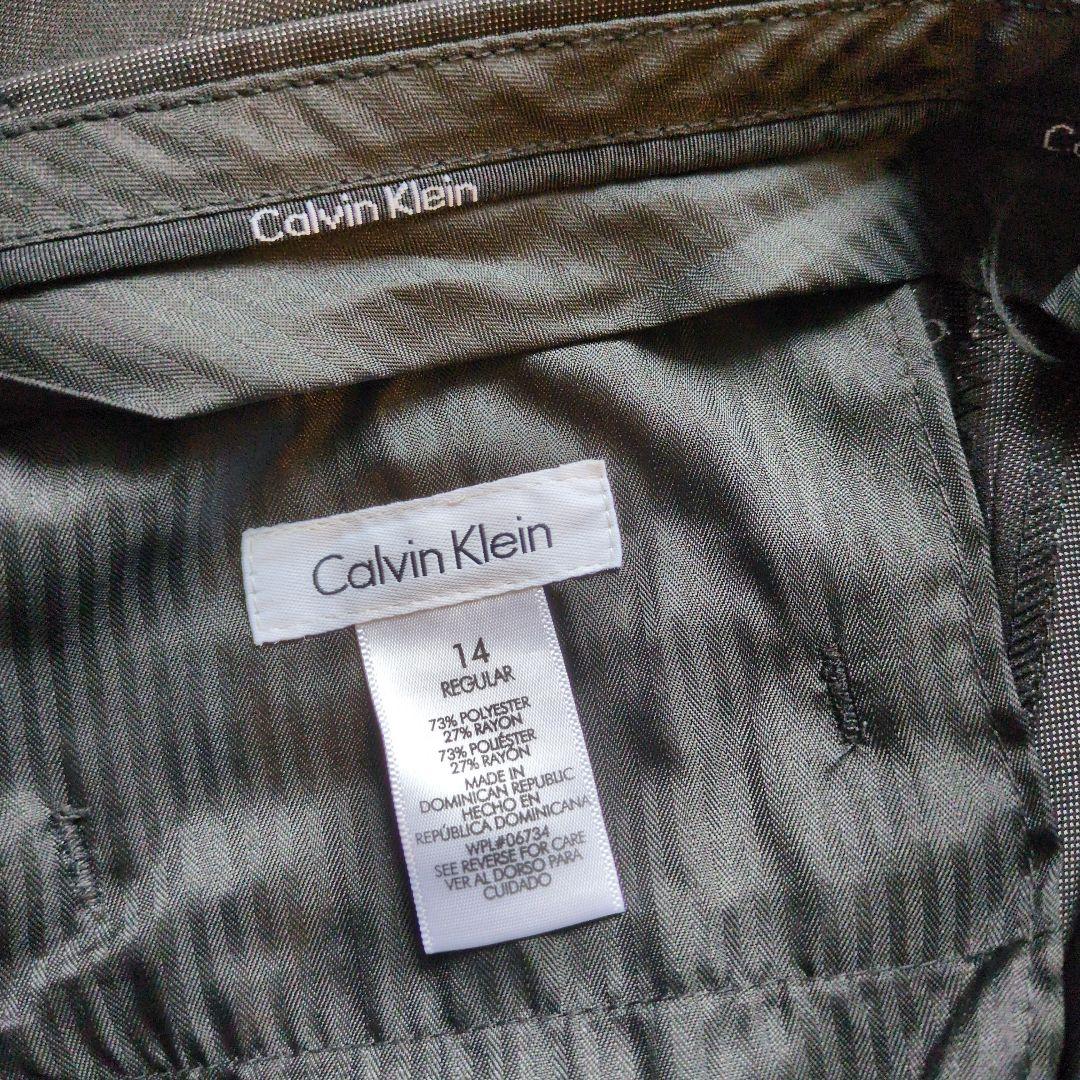 Calvin Klein
Calvin Klein
14
REGULAR
73% POLYESTER
27% RAYON
73% POLIÉSTER
27% RAYÓN
MADE IN
DOMINICAN REPUBLIC
HECHO EN
REPÚBLICA DOMINICANA
WPL#06734
SEE REVERSE FOR CARE
VER AL DORSO PARA
CUIDADO